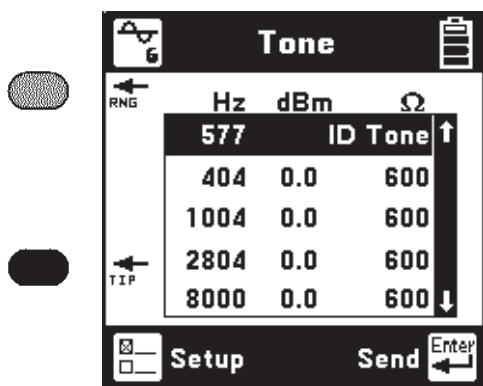 6 Tone
RNG
Hz dBm Ω
577 ID Tone ↑
404 0.0 600
1004 0.0 600
2804 0.0 600
TIP
8000 0.0 600 ↓
Setup Send Enter